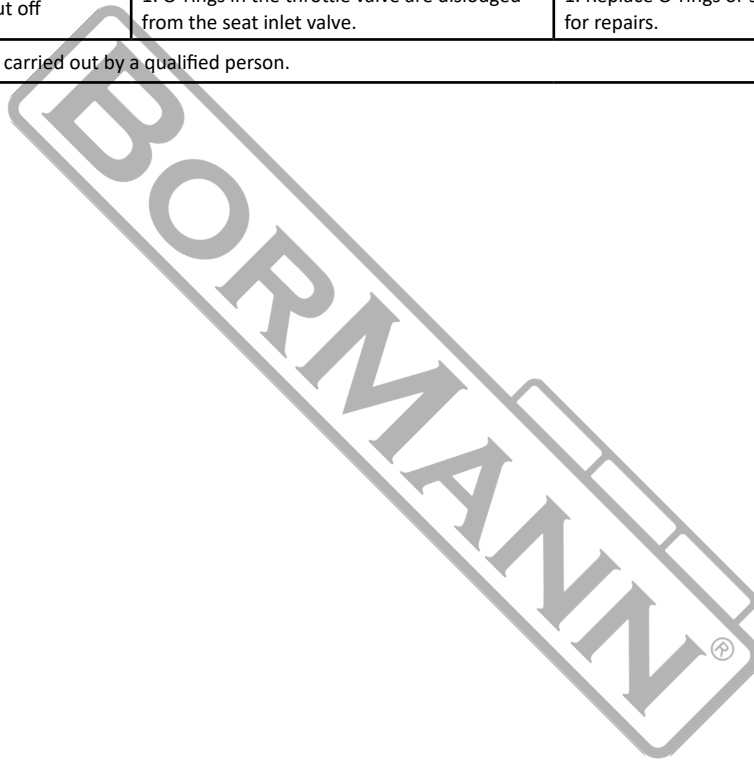 ut off
1. O-rings in the throttle valve are dislodged
from the seat inlet valve.
1. Replace O-rings or s
for repairs.
carried out by a qualified person.
BORMANN®